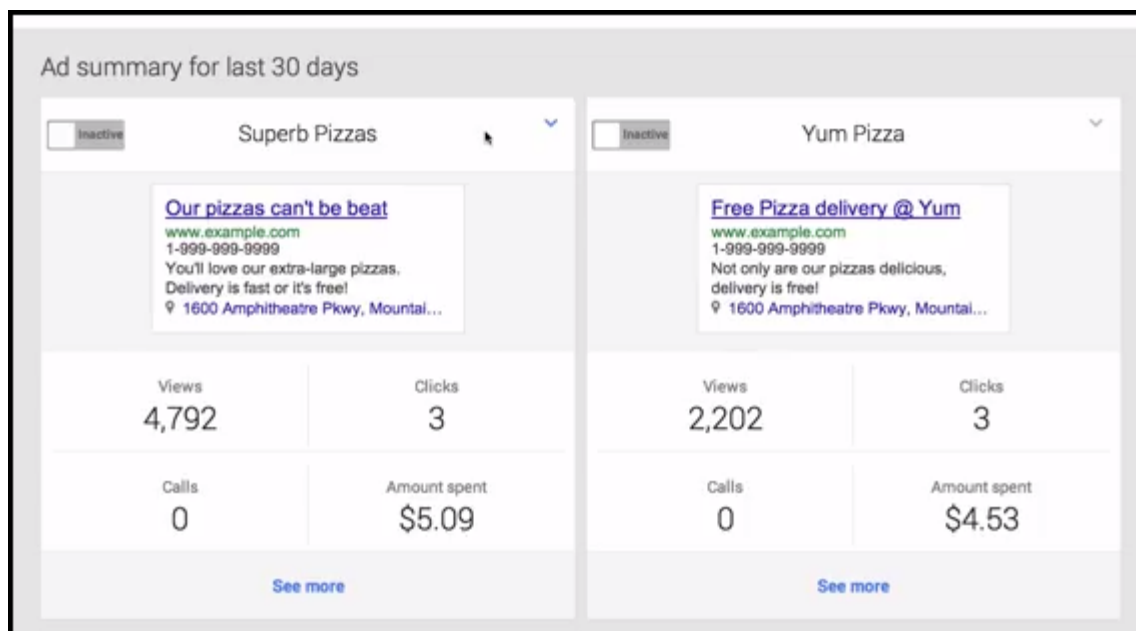 Ad summary for last 30 days
Inactive
Superb Pizzas
Our pizzas can't be beat
www.example.com
1-999-999-9999
You'll love our extra-large pizzas.
Delivery is fast or it's free!
1600 Amphitheatre Pkwy, Mountai...
Views
4,792
Clicks
3
Calls
0
Amount spent
$5.09
See more
Inactive
Yum Pizza
Free Pizza delivery @ Yum
www.example.com
1-999-999-9999
Not only are our pizzas delicious,
delivery is free!
1600 Amphitheatre Pkwy, Mountai...
Views
2,202
Clicks
3
Calls
0
Amount spent
$4.53
See more